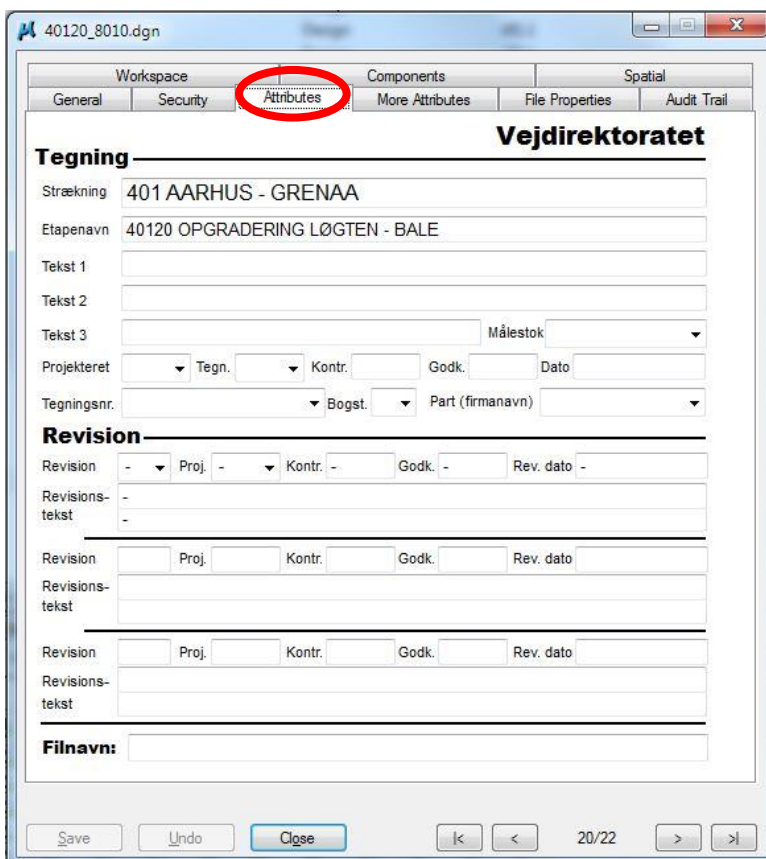 40120_8010.dgn
Workspace Components Spatial
General Security Attributes More Attributes File Properties Audit Trail
Vejdirektoratet
Tegning
Strækning 401 AARHUS - GRENAA
Etapenavn 40120 OPGRADERING LØGTEN - BALE
Tekst 1
Tekst 2
Tekst 3 Målestok
Projekteret Tegn. Kontr. Godk. Dato
Tegningsnr. Bogst. Part (firmanavn)
Revision
Revision - Proj. - Kontr. - Godk. - Rev. dato -
Revisions- -
tekst -
Revision Proj. Kontr. Godk. Rev. dato
Revisions-
tekst
Revision Proj. Kontr. Godk. Rev. dato
Revisions-
tekst
Filnavn:
Save Undo Close |< < 20/22 > >|